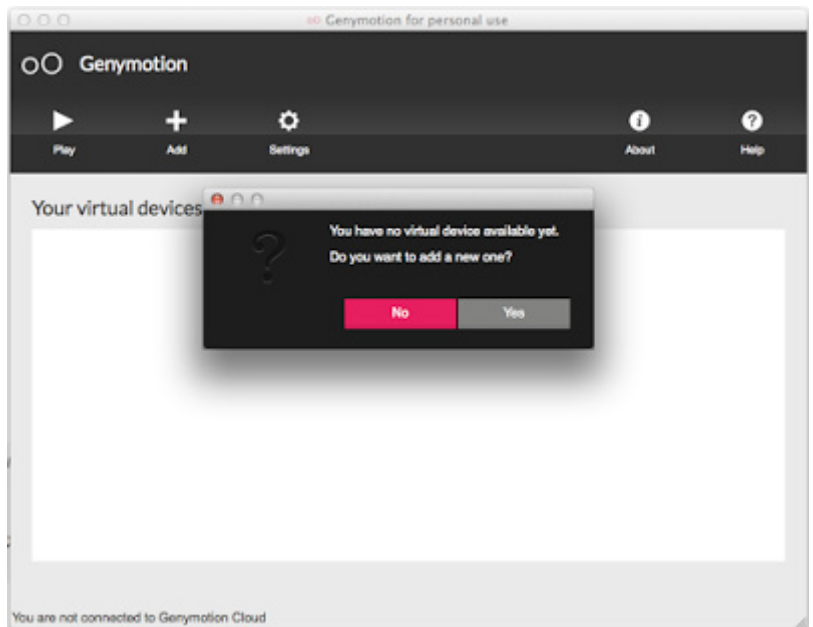 Genymotion for personal use
Genymotion
Play Add Settings About Help
Your virtual devices
You have no virtual device available yet.
Do you want to add a new one?
No Yes
You are not connected to Genymotion Cloud